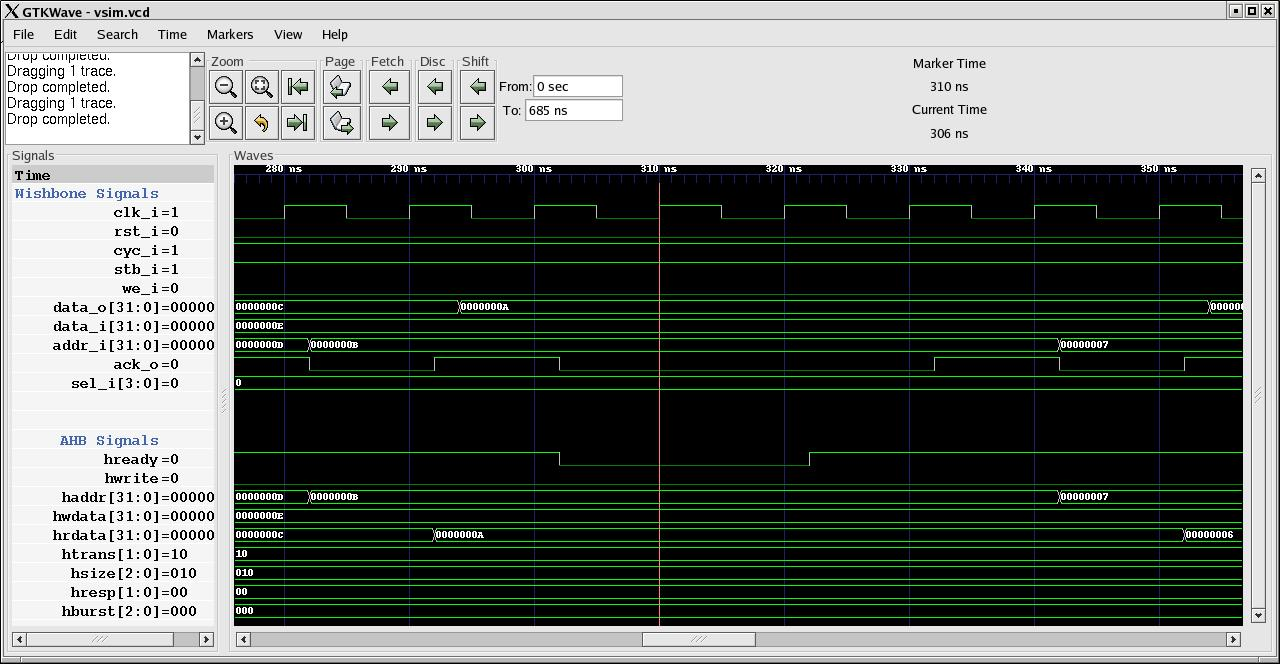 GTKWave - vsim.vcd
File Edit Search Time Markers View Help
Drop completed.
Dragging 1 trace.
Drop completed.
Dragging 1 trace.
Drop completed.
Zoom Page Fetch Disc Shift
From: 0 sec
To: 685 ns
Marker Time
310 ns
Current Time
306 ns
Signals
Waves
Time
280 ns 290 ns 300 ns 310 ns 320 ns 330 ns 340 ns 350 ns
Wishbone Signals
clk_i=1
rst_i=0
cyc_i=1
stb_i=1
we_i=0
data_o[31:0]=00000 0000000C 0000000A 00000
data_i[31:0]=00000 0000000E
addr_i[31:0]=00000 0000000D 0000000B 00000007
ack_o=0
sel_i[3:0]=0 0
AHB Signals
hready=0
hwrite=0
haddr[31:0]=00000 0000000D 0000000B 00000007
hwdata[31:0]=00000 0000000E
hrdata[31:0]=00000 0000000C 0000000A 00000006
htrans[1:0]=10 10
hsize[2:0]=010 010
hresp[1:0]=00 00
hburst[2:0]=000 000